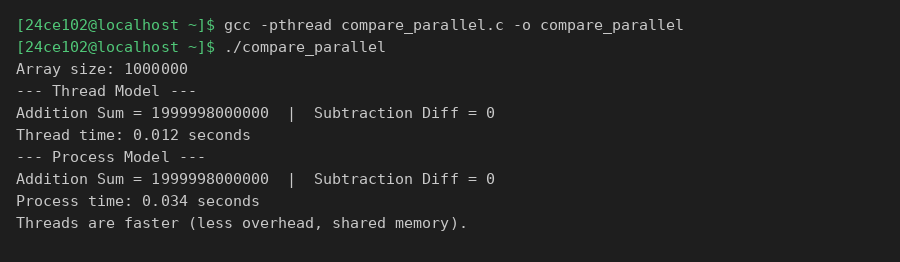 [24ce102@localhost ~]$ gcc -pthread compare_parallel.c -o compare_parallel
[24ce102@localhost ~]$ ./compare_parallel
Array size: 1000000
--- Thread Model ---
Addition Sum = 1999998000000  |  Subtraction Diff = 0
Thread time: 0.012 seconds
--- Process Model ---
Addition Sum = 1999998000000  |  Subtraction Diff = 0
Process time: 0.034 seconds
Threads are faster (less overhead, shared memory).